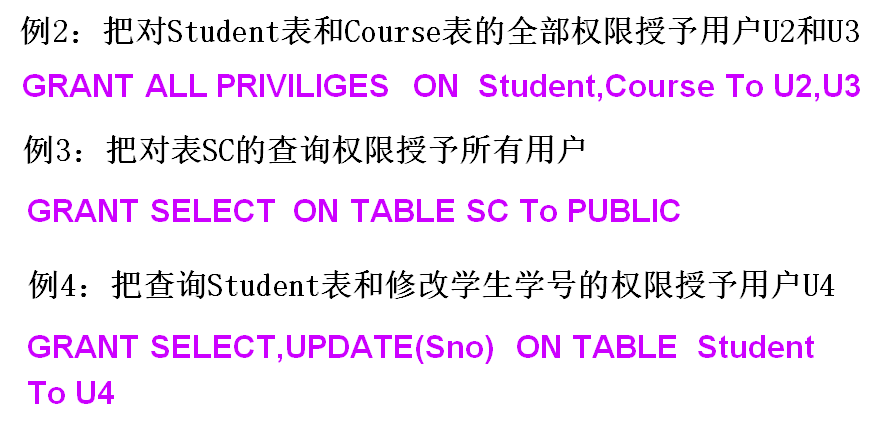 例2：把对Student表和Course表的全部权限授予用户U2和U3
GRANT ALL PRIVILIGES ON Student,Course To U2,U3
例3：把对表SC的查询权限授予所有用户
GRANT SELECT ON TABLE SC To PUBLIC
例4：把查询Student表和修改学生学号的权限授予用户U4
GRANT SELECT,UPDATE(Sno) ON TABLE Student
To U4